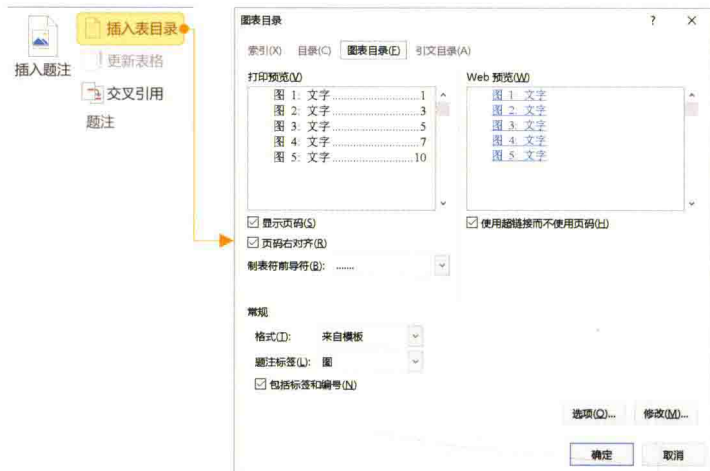 插入题注
插入表目录
更新表格
交叉引用
题注
图表目录
? ×
索引(X) 目录(C) 图表目录(F) 引文目录(A)
打印预览(V)
图 1: 文字..............................1
图 2: 文字..............................3
图 3: 文字..............................5
图 4: 文字..............................7
图 5: 文字............................10
Web 预览(W)
图 1: 文字
图 2: 文字
图 3: 文字
图 4: 文字
图 5: 文字
显示页码(S)
页码右对齐(R)
使用超链接而不使用页码(H)
制表符前导符(B): .......
常规
格式(T): 来自模板
题注标签(L): 图
包括标签和编号(N)
选项(O)... 修改(M)...
确定 取消